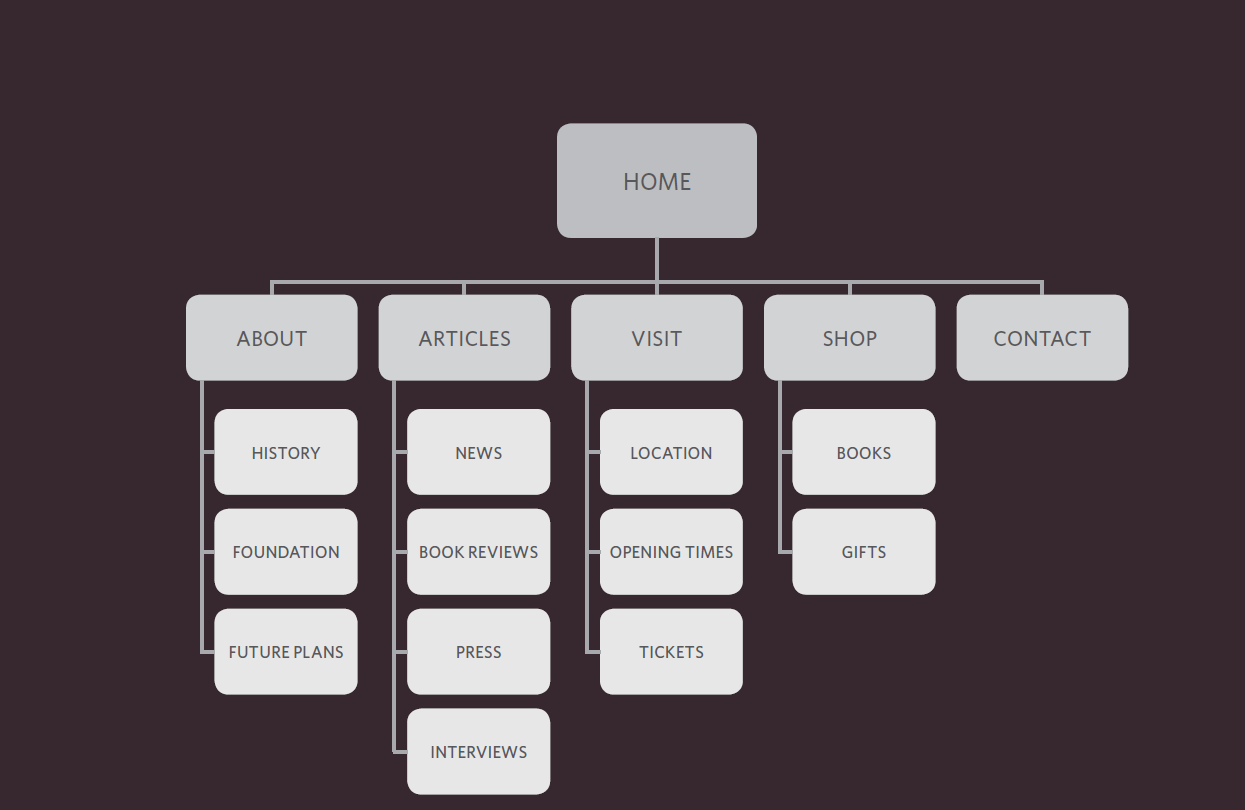 HOME
ABOUT
ARTICLES
VISIT
SHOP
CONTACT
HISTORY
NEWS
LOCATION
BOOKS
FOUNDATION
BOOK REVIEWS
OPENING TIMES
GIFTS
FUTURE PLANS
PRESS
TICKETS
INTERVIEWS